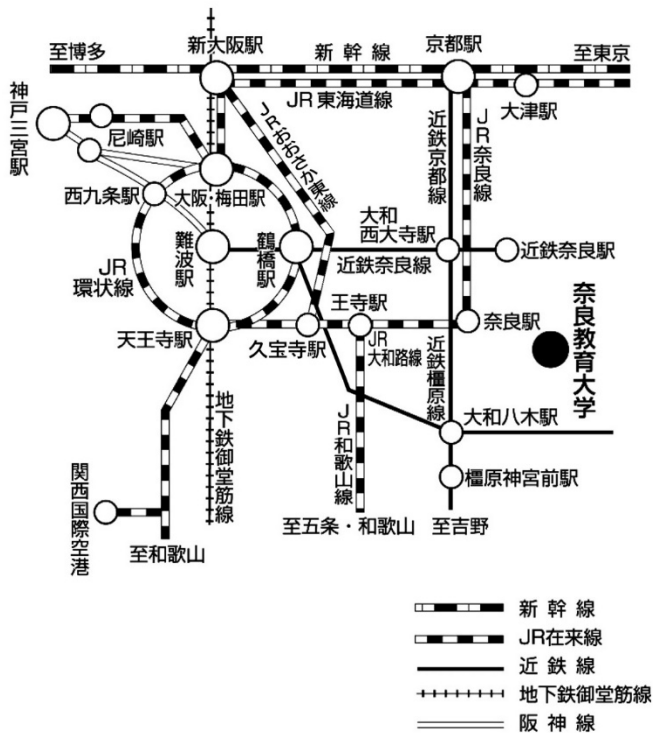 新大阪駅
新幹線
京都駅
至博多
至東京
JR東海道線
大津駅
神戸三宮駅
尼崎駅
JRおおさか東線
近鉄京都線
JR奈良線
西九条駅
大阪・梅田駅
大和
西大寺駅
難波駅
鶴橋駅
近鉄奈良線
近鉄奈良駅
JR
環状線
王寺駅
奈良駅
奈良教育大学
天王寺駅
久宝寺駅
JR
大和路線
近鉄橿原線
地下鉄御堂筋線
JR和歌山線
大和八木駅
橿原神宮前駅
関西国際空港
至和歌山
至五条・和歌山
至吉野
新幹線
JR在来線
近鉄線
地下鉄御堂筋線
阪神線